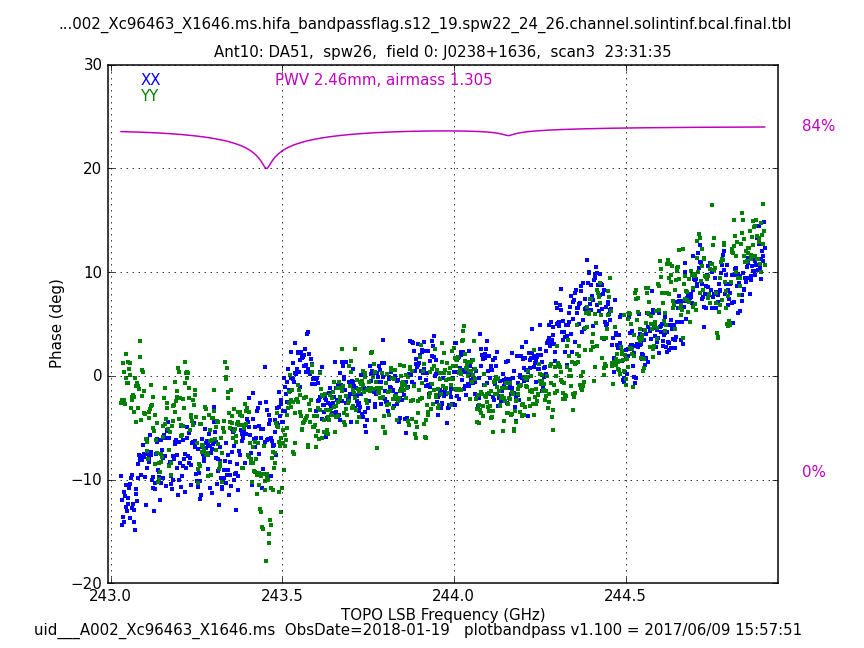 ...002_Xc96463_X1646.ms.hifa_bandpassflag.s12_19.spw22_24_26.channel.solintinf.bcal.final.tbl
Ant10: DA51,  spw26,  field 0: J0238+1636,  scan3  23:31:35
XX
YY
PWV 2.46mm, airmass 1.305
84%
0%
Phase (deg)
30
20
10
0
−10
−20
243.0
243.5
244.0
244.5
TOPO LSB Frequency (GHz)
uid___A002_Xc96463_X1646.ms  ObsDate=2018-01-19   plotbandpass v1.100 = 2017/06/09 15:57:51